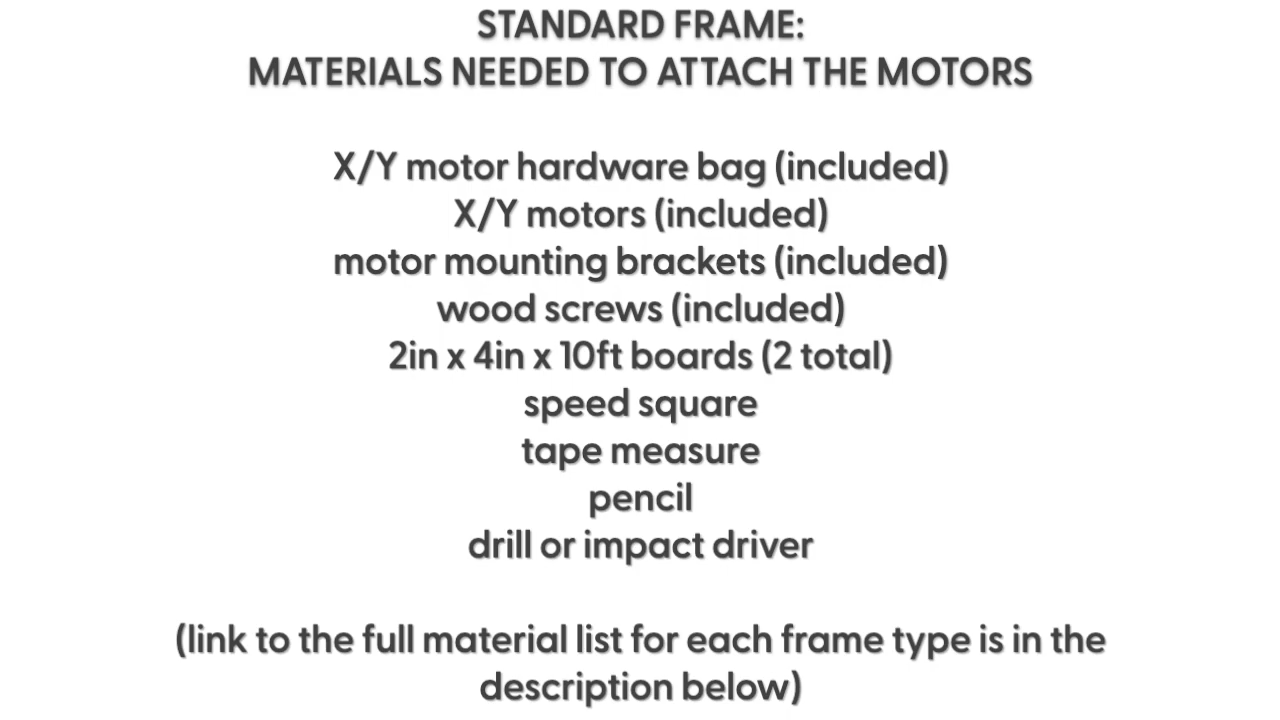 STANDARD FRAME:
MATERIALS NEEDED TO ATTACH THE MOTORS
X/Y motor hardware bag (included)
X/Y motors (included)
motor mounting brackets (included)
wood screws (included)
2in x 4in x 10ft boards (2 total)
speed square
tape measure
pencil
drill or impact driver
(link to the full material list for each frame type is in the
description below)